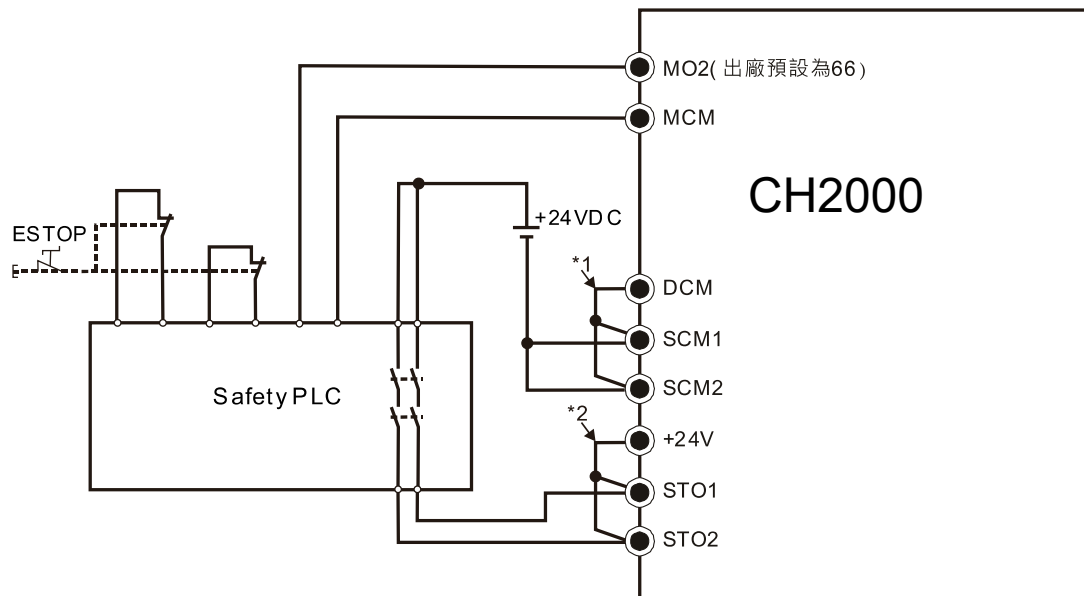 MO2( 出廠預設為66 )
MCM
CH2000
+24VDC
ESTOP
*1
DCM
SCM1
Safety PLC
SCM2
*2
+24V
STO1
STO2